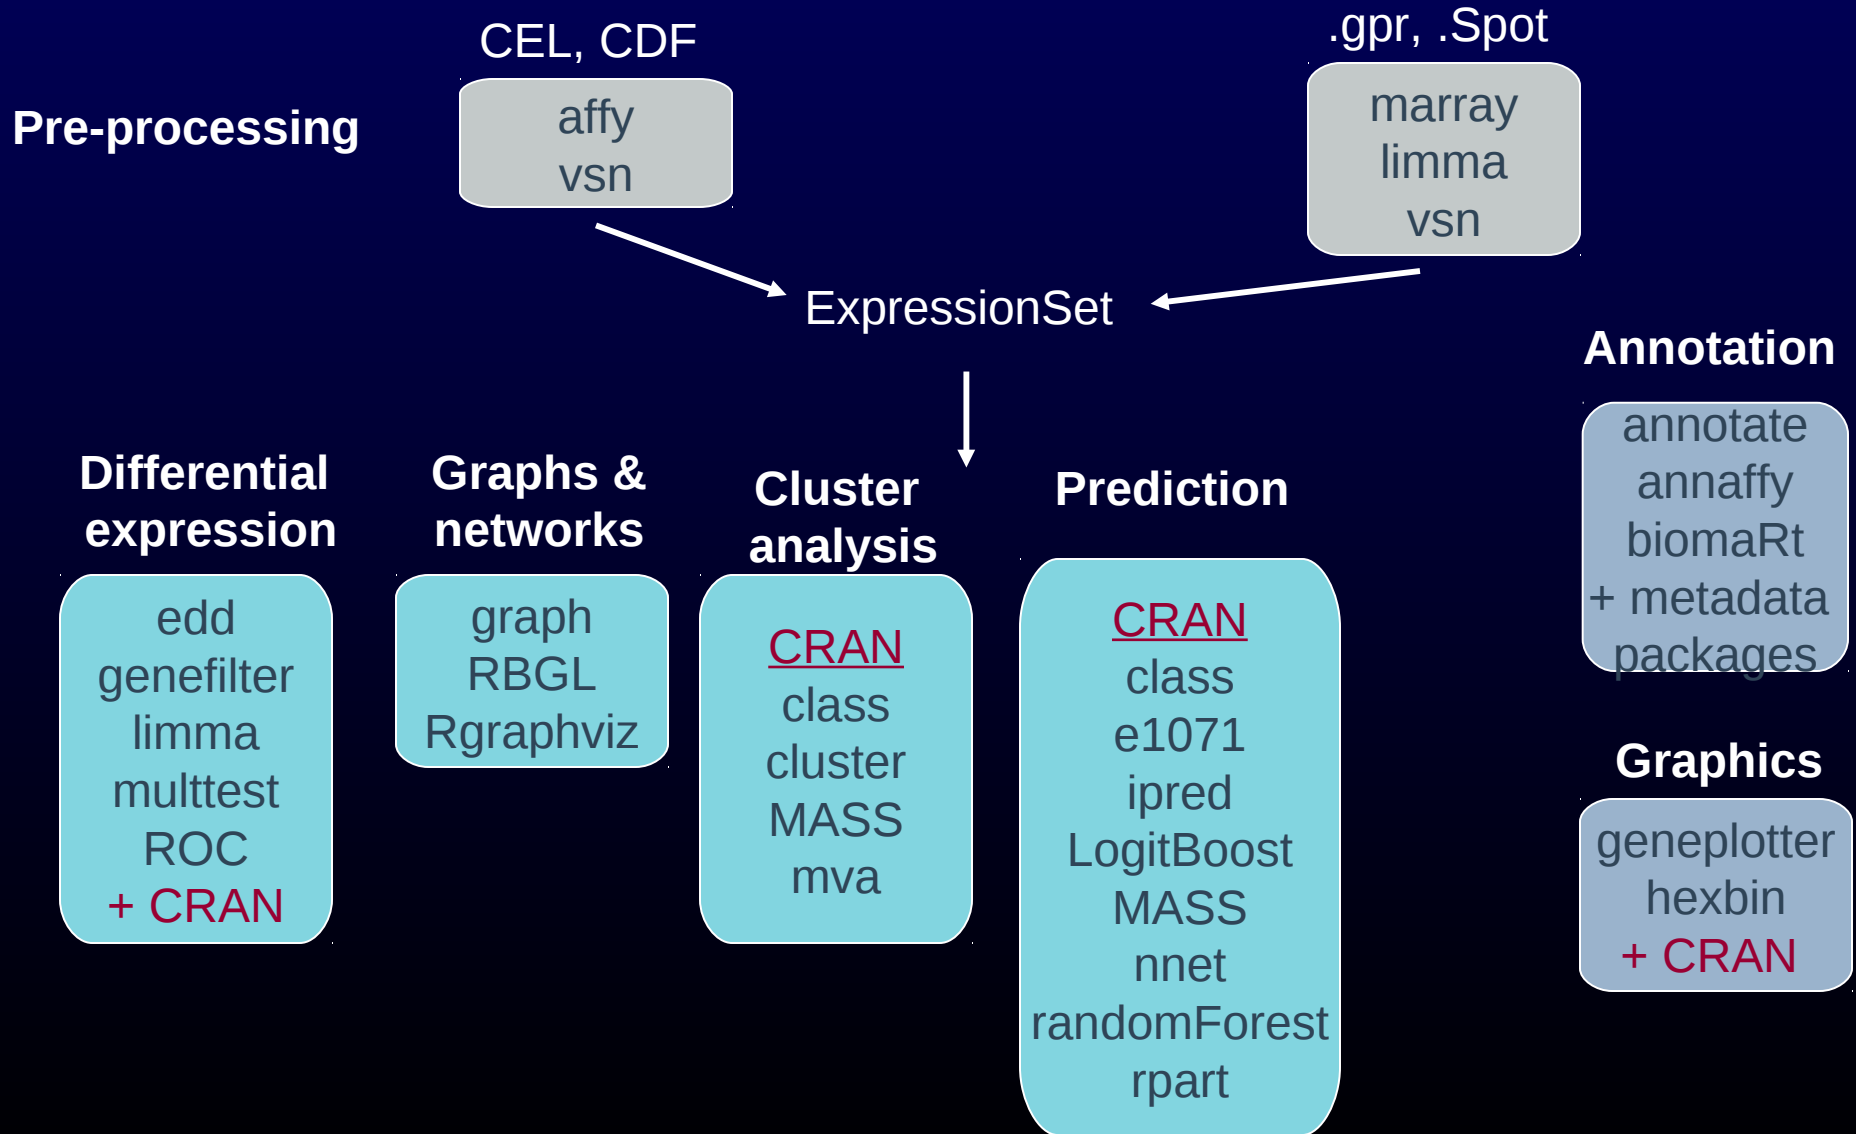 CEL, CDF
.gpr, .Spot
Pre-processing
affy
vsn
marray
limma
vsn
ExpressionSet
Annotation
annotate
annaffy
biomaRt
+ metadata
packages
Differential
expression
edd
genefilter
limma
multtest
ROC
+ CRAN
Graphs &
networks
graph
RBGL
Rgraphviz
Cluster
analysis
CRAN
class
cluster
MASS
mva
Prediction
CRAN
class
e1071
ipred
LogitBoost
MASS
nnet
randomForest
rpart
Graphics
geneplotter
hexbin
+ CRAN